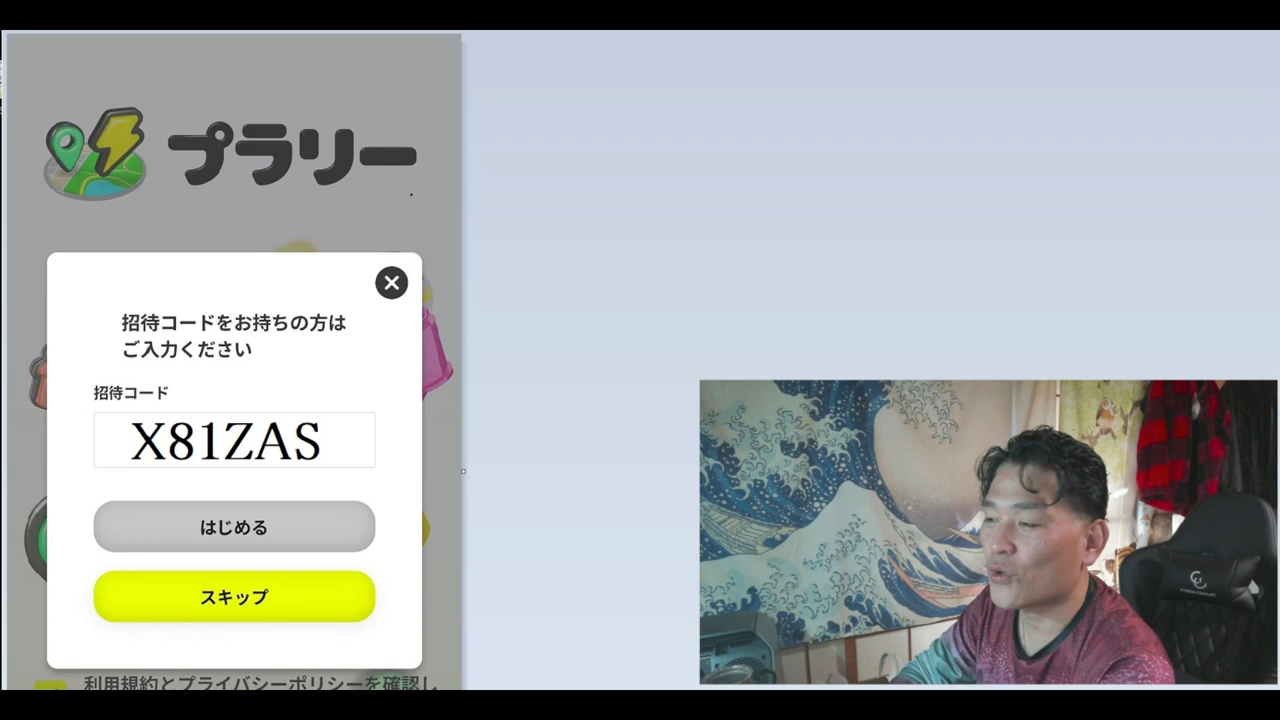 プラリー
招待コードをお持ちの方は
ご入力ください
招待コード
X81ZAS
はじめる
スキップ
利用規約とプライバシーポリシーを確認し